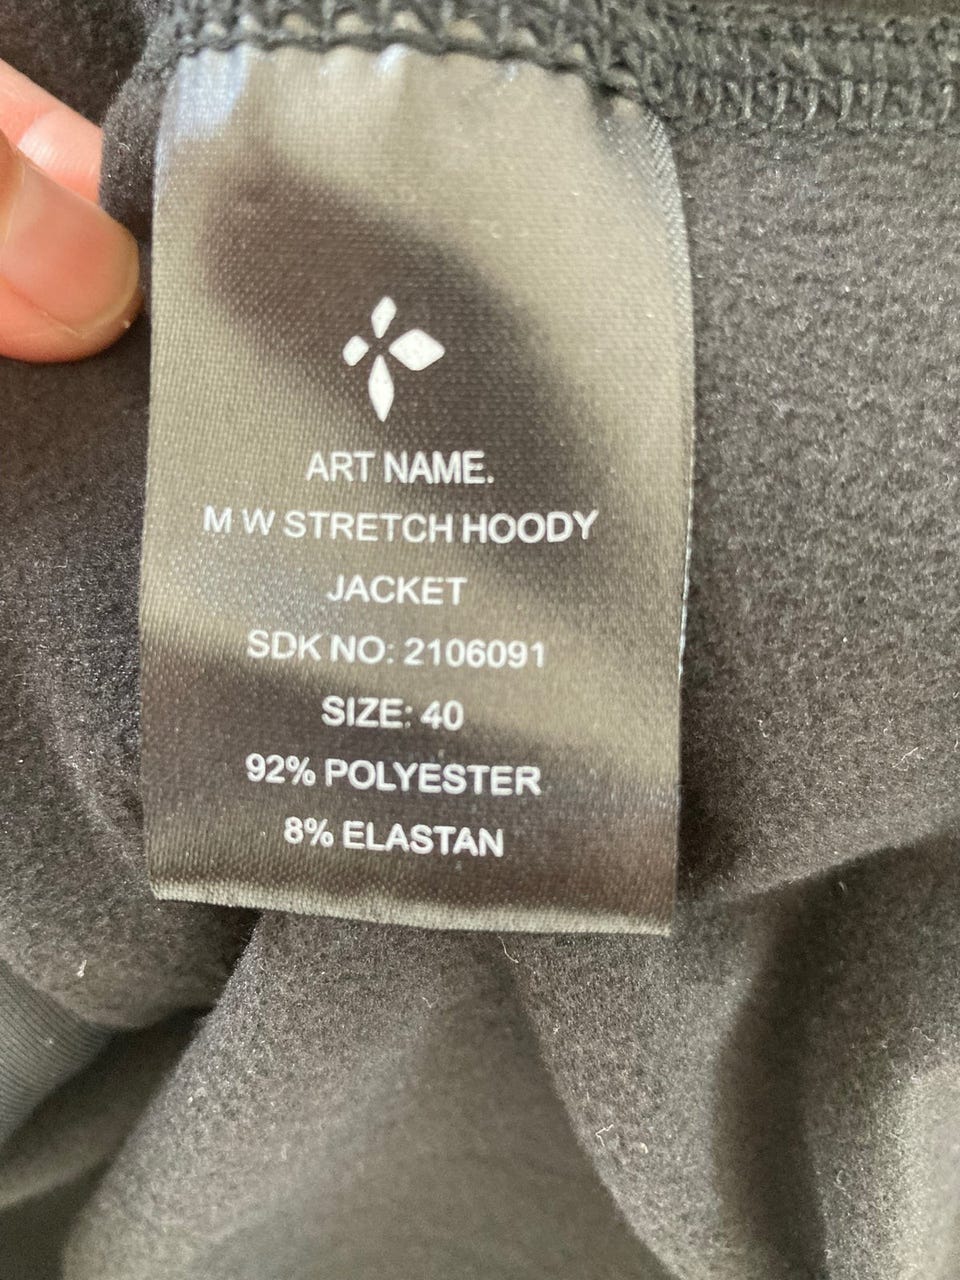 ART NAME.
M W STRETCH HOODY
JACKET
SDK NO: 2106091
SIZE: 40
92% POLYESTER
8% ELASTAN